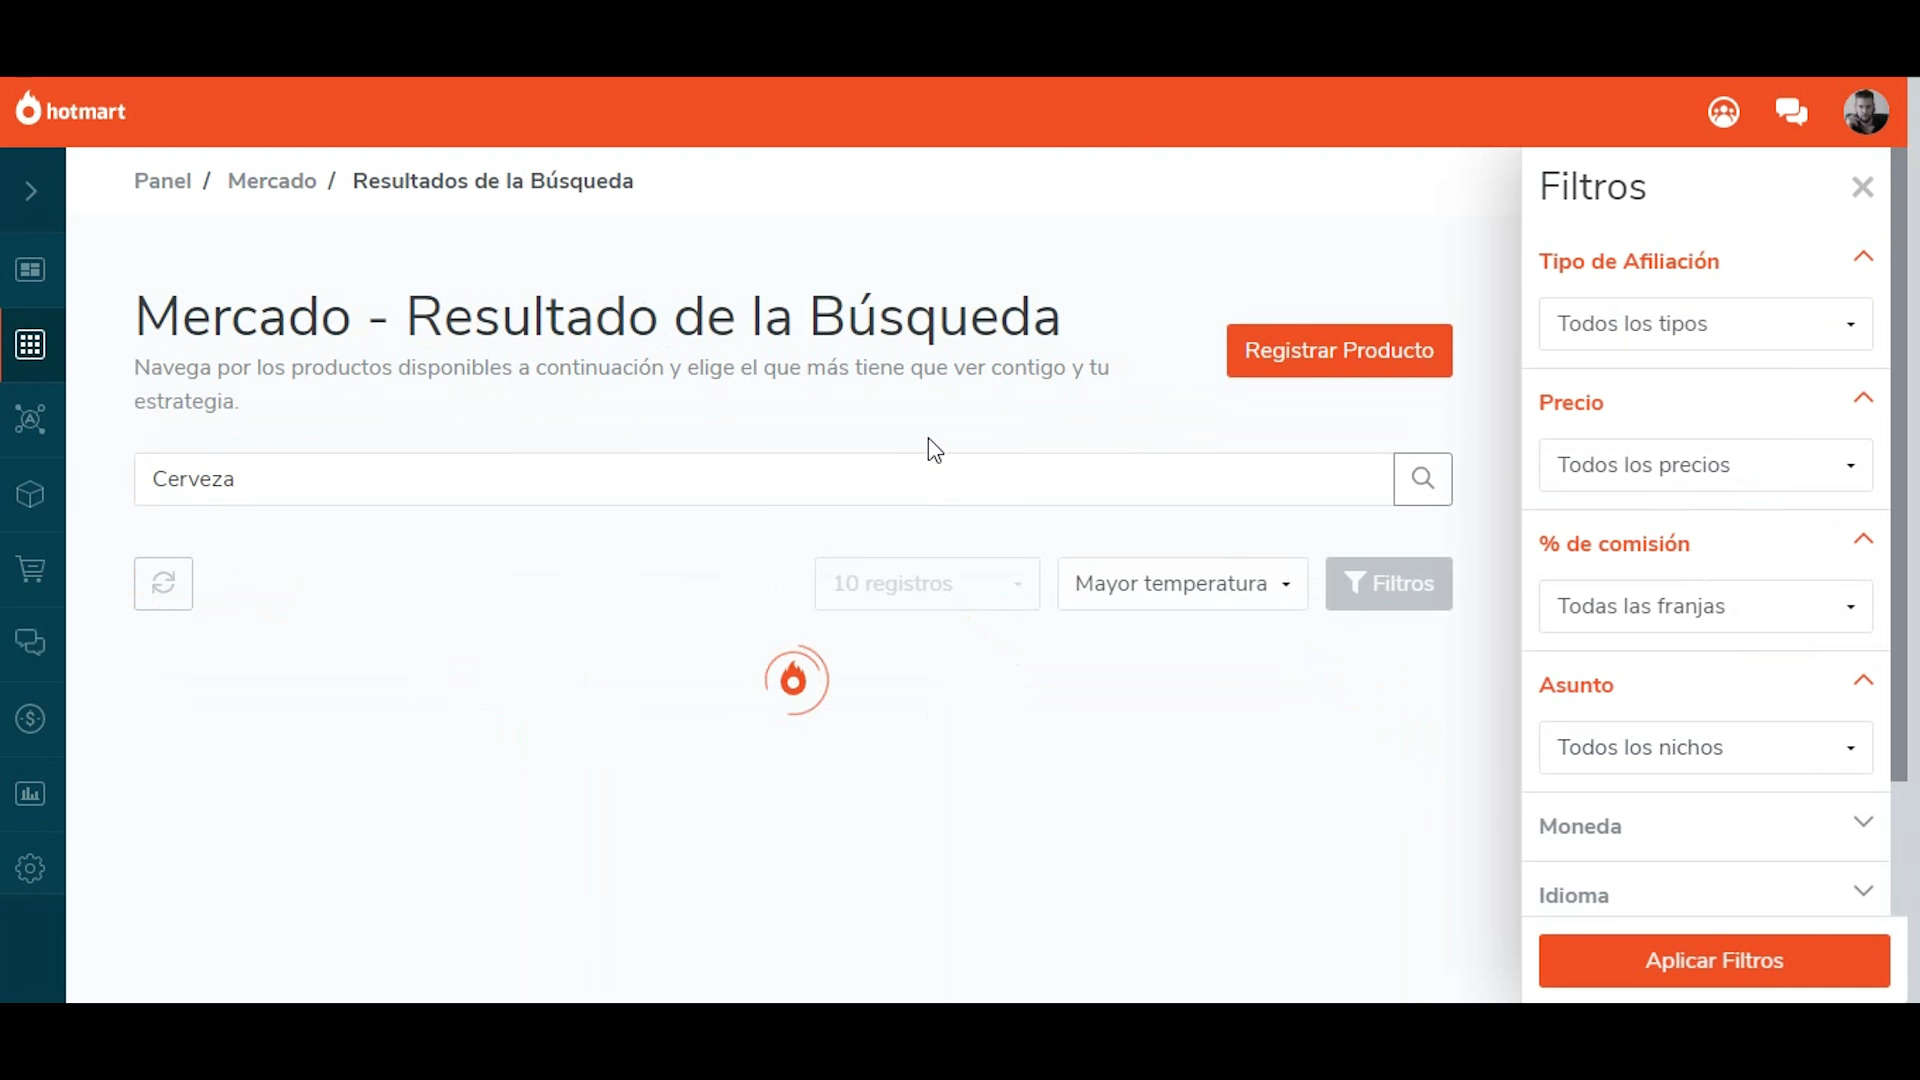 hotmart
Panel / Mercado / Resultados de la Búsqueda
Mercado - Resultado de la Búsqueda
Navega por los productos disponibles a continuación y elige el que más tiene que ver contigo y tu
estrategia.
Registrar Producto
Cerveza
10 registros
Mayor temperatura
Filtros
Filtros
Tipo de Afiliación
Todos los tipos
Precio
Todos los precios
% de comisión
Todas las franjas
Asunto
Todos los nichos
Moneda
Idioma
Aplicar Filtros